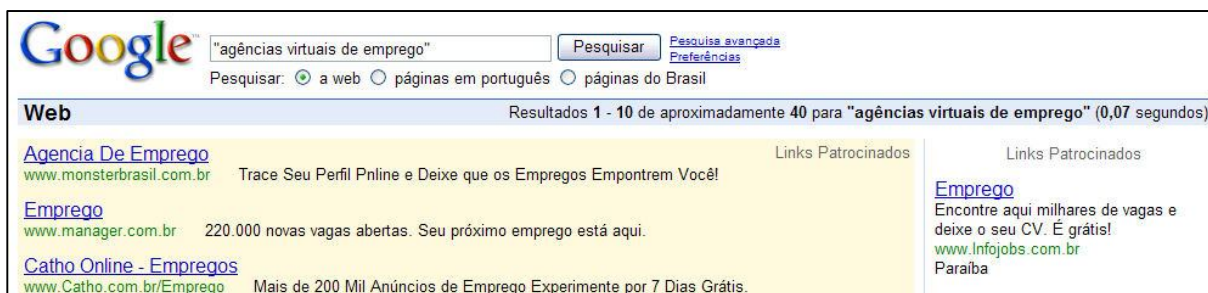 Google
"agências virtuais de emprego" Pesquisar Pesquisa avançada
Preferências
Pesquisar: a web páginas em português páginas do Brasil
Web Resultados 1 - 10 de aproximadamente 40 para "agências virtuais de emprego" (0,07 segundos)
Agencia De Emprego Links Patrocinados
www.monsterbrasil.com.br Trace Seu Perfil Pnline e Deixe que os Empregos Empontrem Você!
Emprego
www.manager.com.br 220.000 novas vagas abertas. Seu próximo emprego está aqui.
Catho Online - Empregos
www.Catho.com.br/Emprego Mais de 200 Mil Anúncios de Emprego Experimente por 7 Dias Grátis.
Links Patrocinados
Emprego
Encontre aqui milhares de vagas e
deixe o seu CV. É grátis!
www.Infojobs.com.br
Paraíba